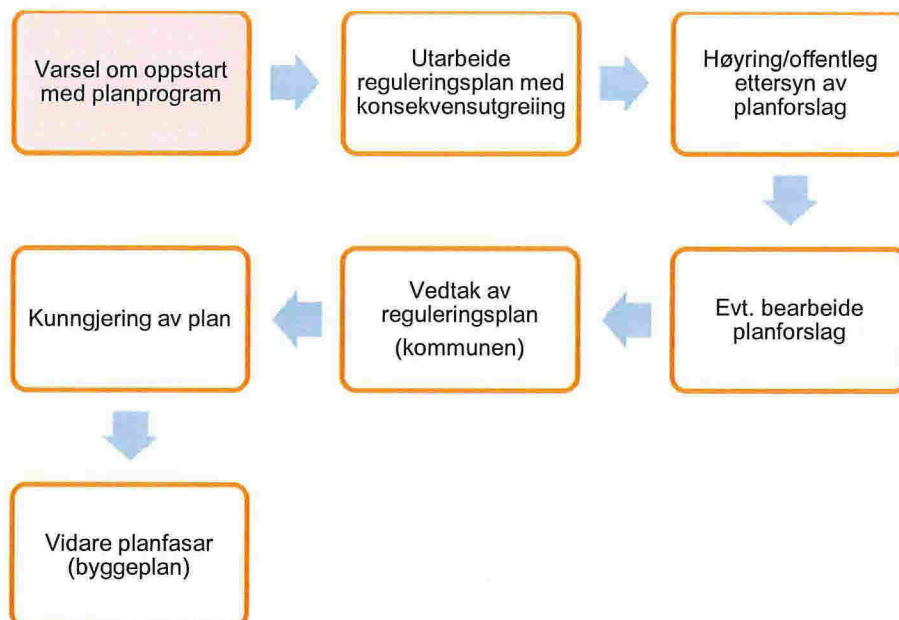 Varsel om oppstart
med planprogram
Utarbeide
reguleringsplan med
konsekvensutgreiing
Høyring/offentleg
ettersyn av
planforslag
Evt. bearbeide
planforslag
Vedtak av
reguleringsplan
(kommunen)
Kunngjering av plan
Vidare planfasar
(byggeplan)